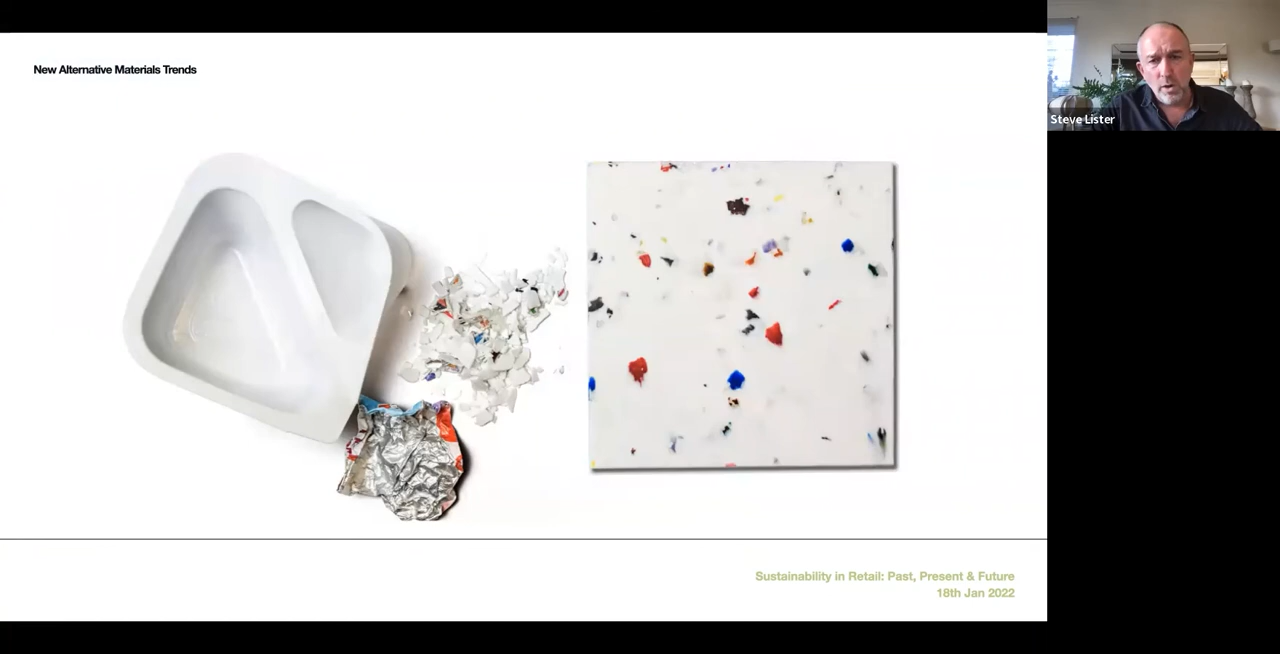 New Alternative Materials Trends
Steve Lister
Sustainability in Retail: Past, Present & Future
18th Jan 2022